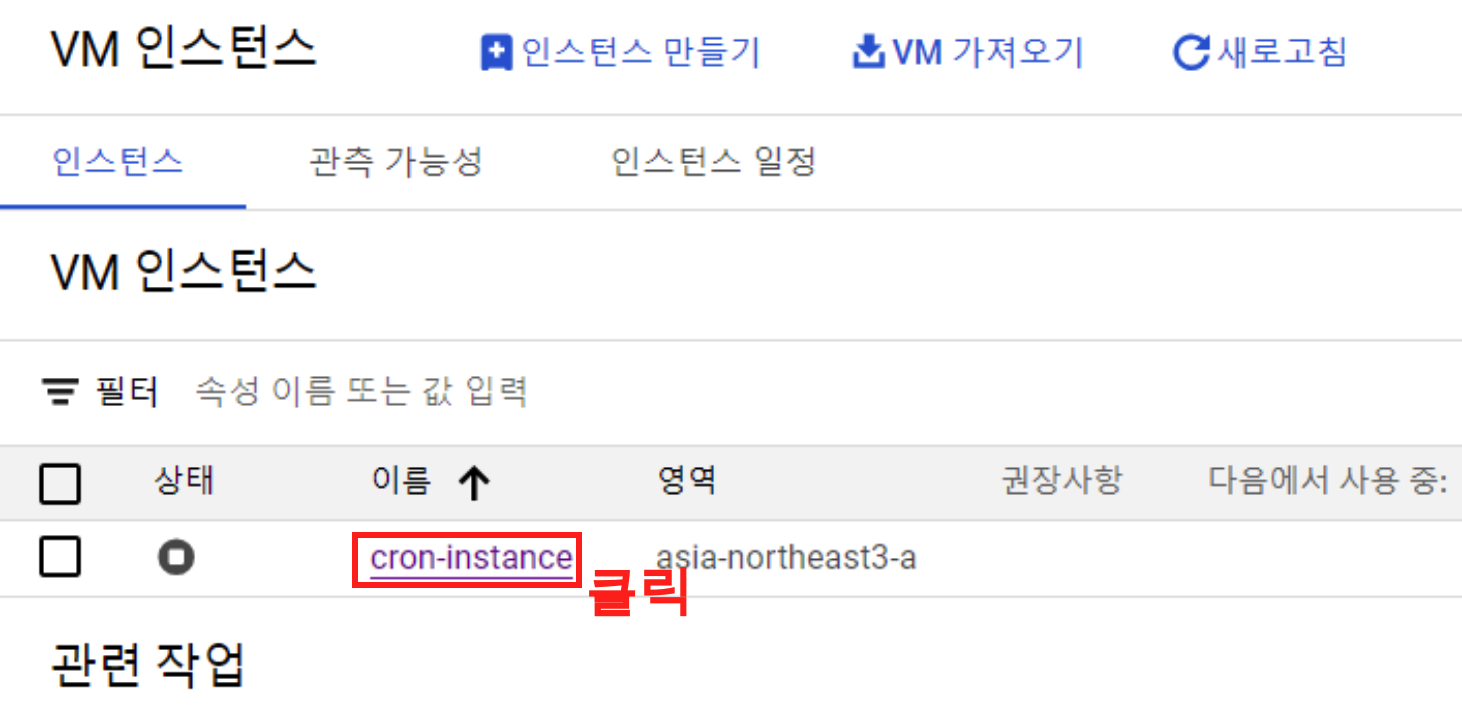 VM 인스턴스 인스턴스 만들기 VM 가져오기 새로고침
인스턴스 관측 가능성 인스턴스 일정
VM 인스턴스
필터 속성 이름 또는 값 입력
상태 이름 영역 권장사항 다음에서 사용 중:
cron-instance asia-northeast3-a
클릭
관련 작업